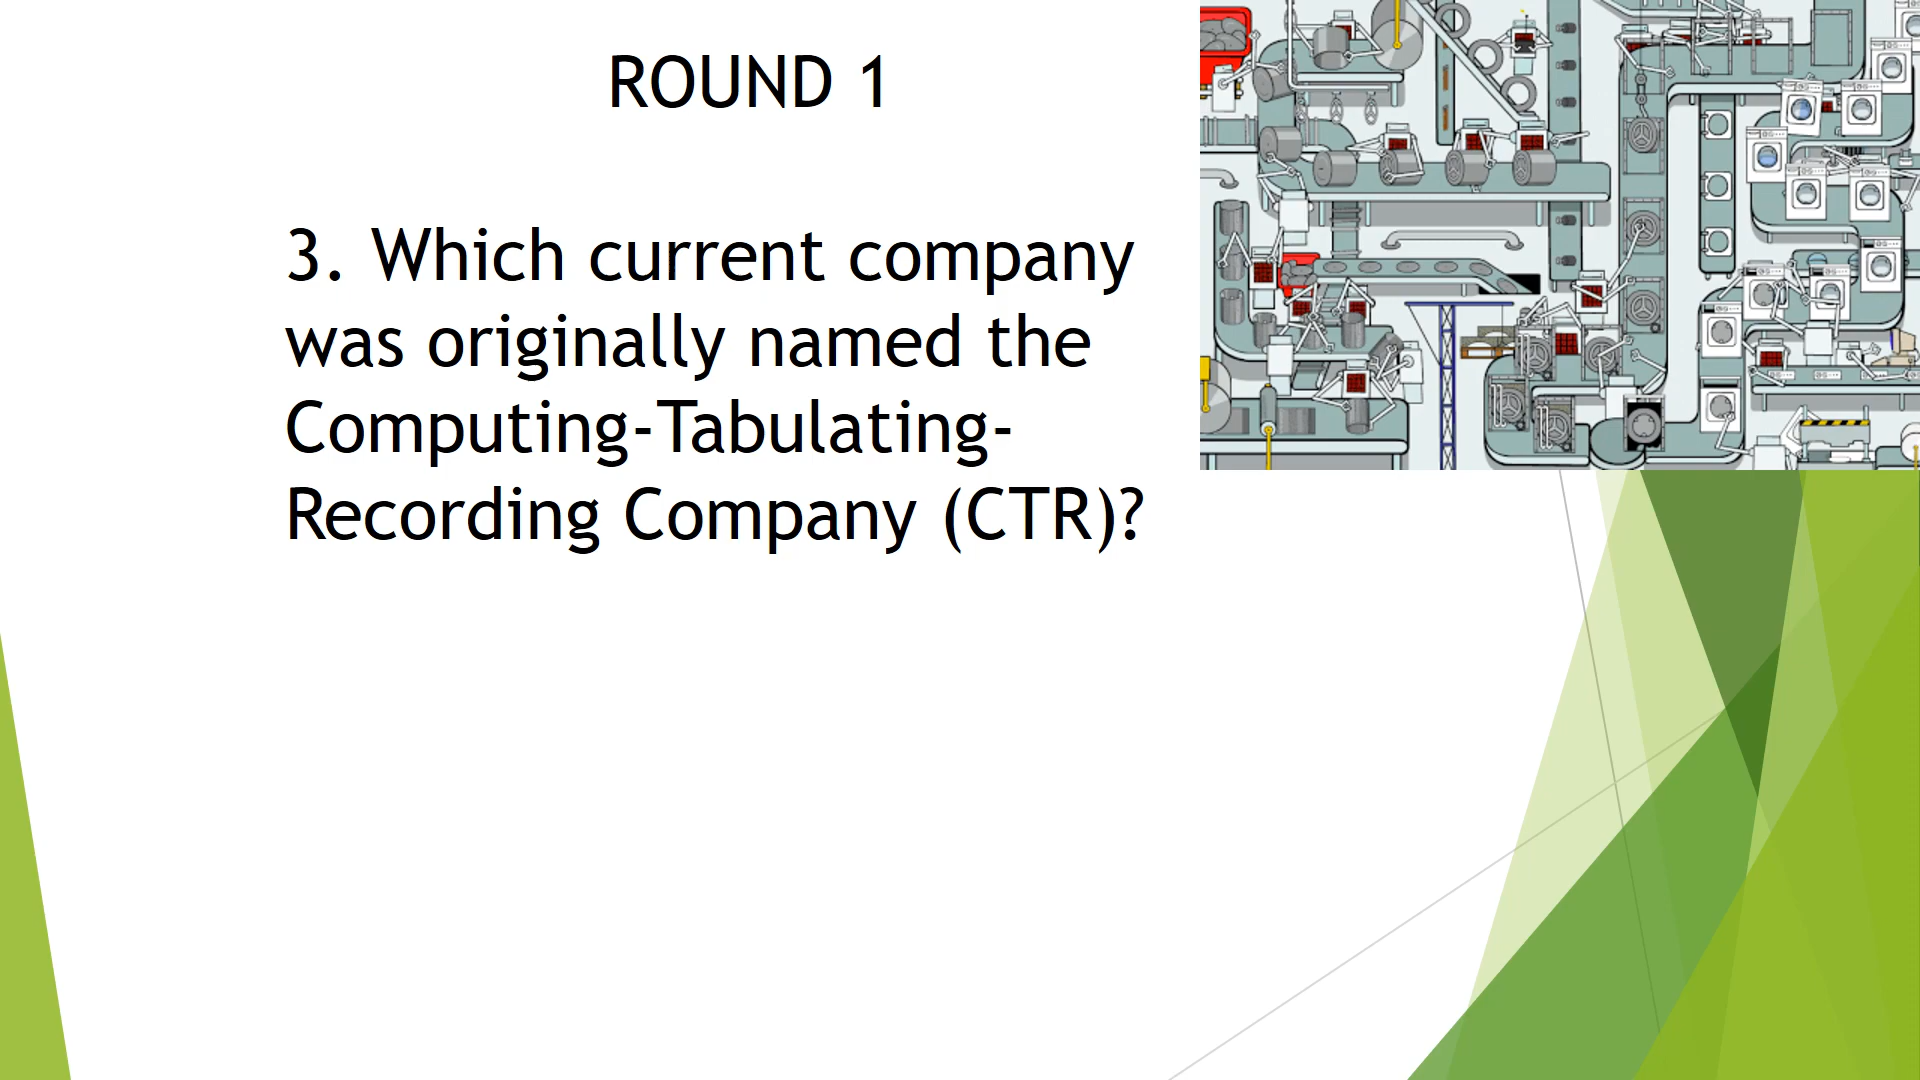 ROUND 1
3. Which current company
was originally named the
Computing-Tabulating-
Recording Company (CTR)?